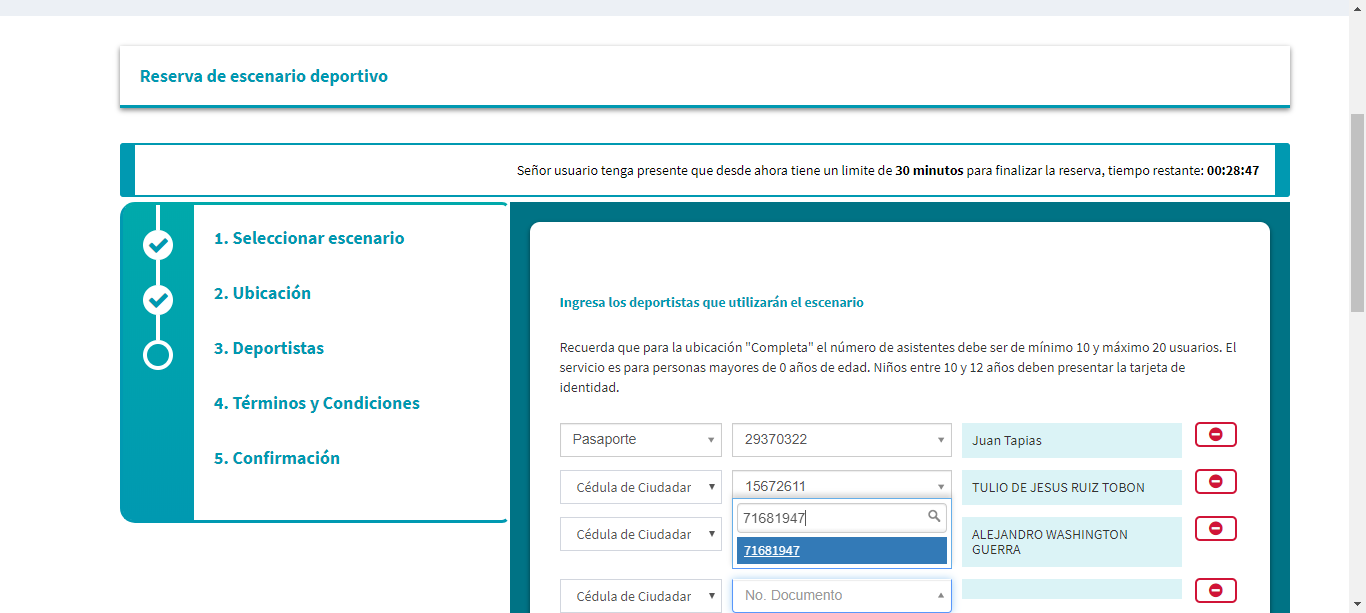 Reserva de escenario deportivo
Señor usuario tenga presente que desde ahora tiene un limite de 30 minutos para finalizar la reserva, tiempo restante: 00:28:47
1. Seleccionar escenario
2. Ubicación
3. Deportistas
4. Términos y Condiciones
5. Confirmación
Ingresa los deportistas que utilizarán el escenario
Recuerda que para la ubicación "Completa" el número de asistentes debe ser de mínimo 10 y máximo 20 usuarios. El
servicio es para personas mayores de 0 años de edad. Niños entre 10 y 12 años deben presentar la tarjeta de
identidad.
Pasaporte 29370322 Juan Tapias
Cédula de Ciudadar 15672611 TULIO DE JESUS RUIZ TOBON
71681947
Cédula de Ciudadar ALEJANDRO WASHINGTON
GUERRA
71681947
Cédula de Ciudadar No. Documento